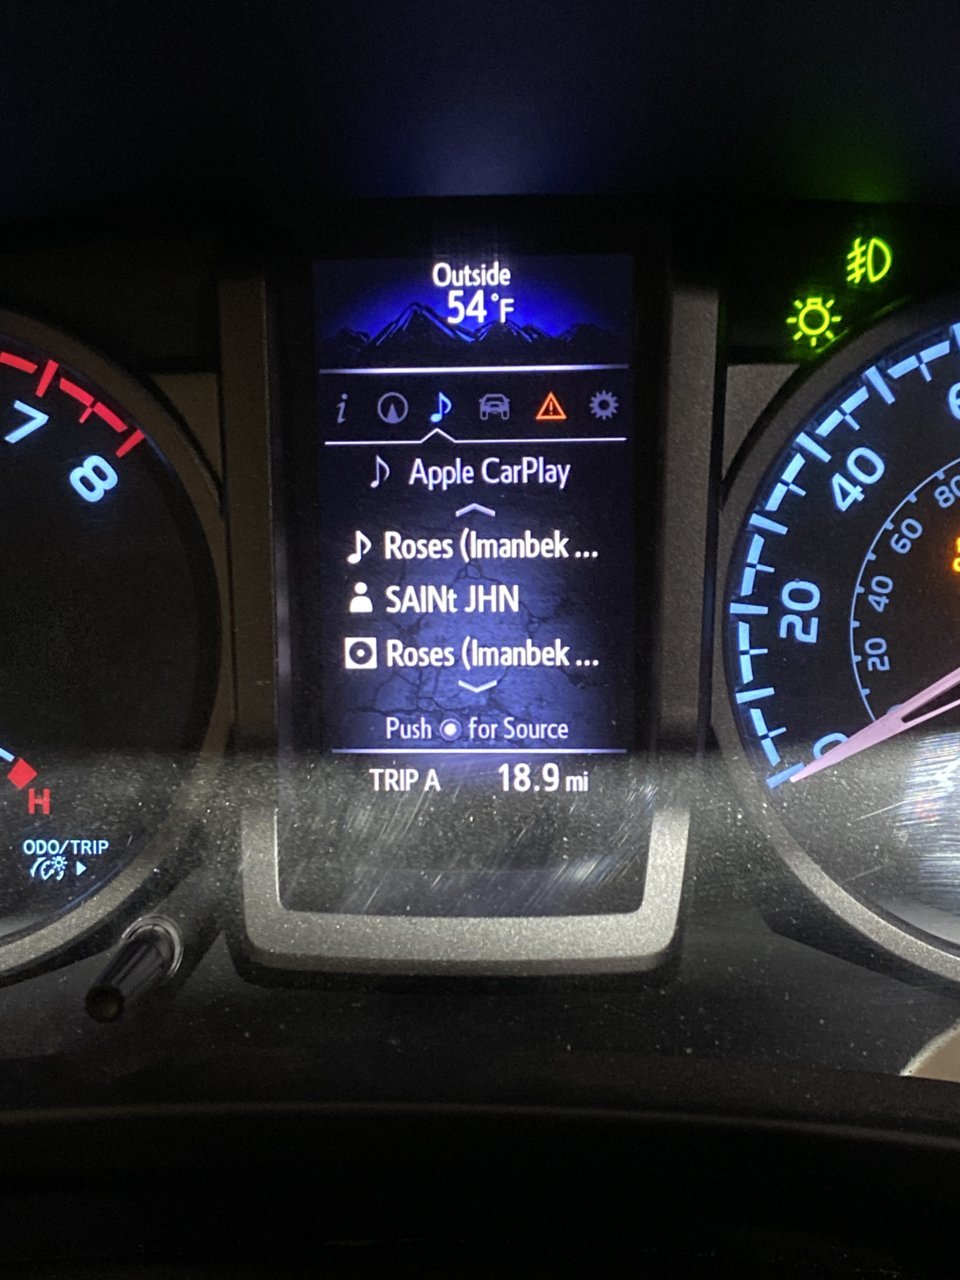 Outside
54°F
i
Apple CarPlay
Roses (Imanbek ...
SAINt JHN
Roses (Imanbek ...
Push for Source
TRIP A 18.9 mi
7
8
H
ODO/TRIP
0
20
40
20
40
60
80